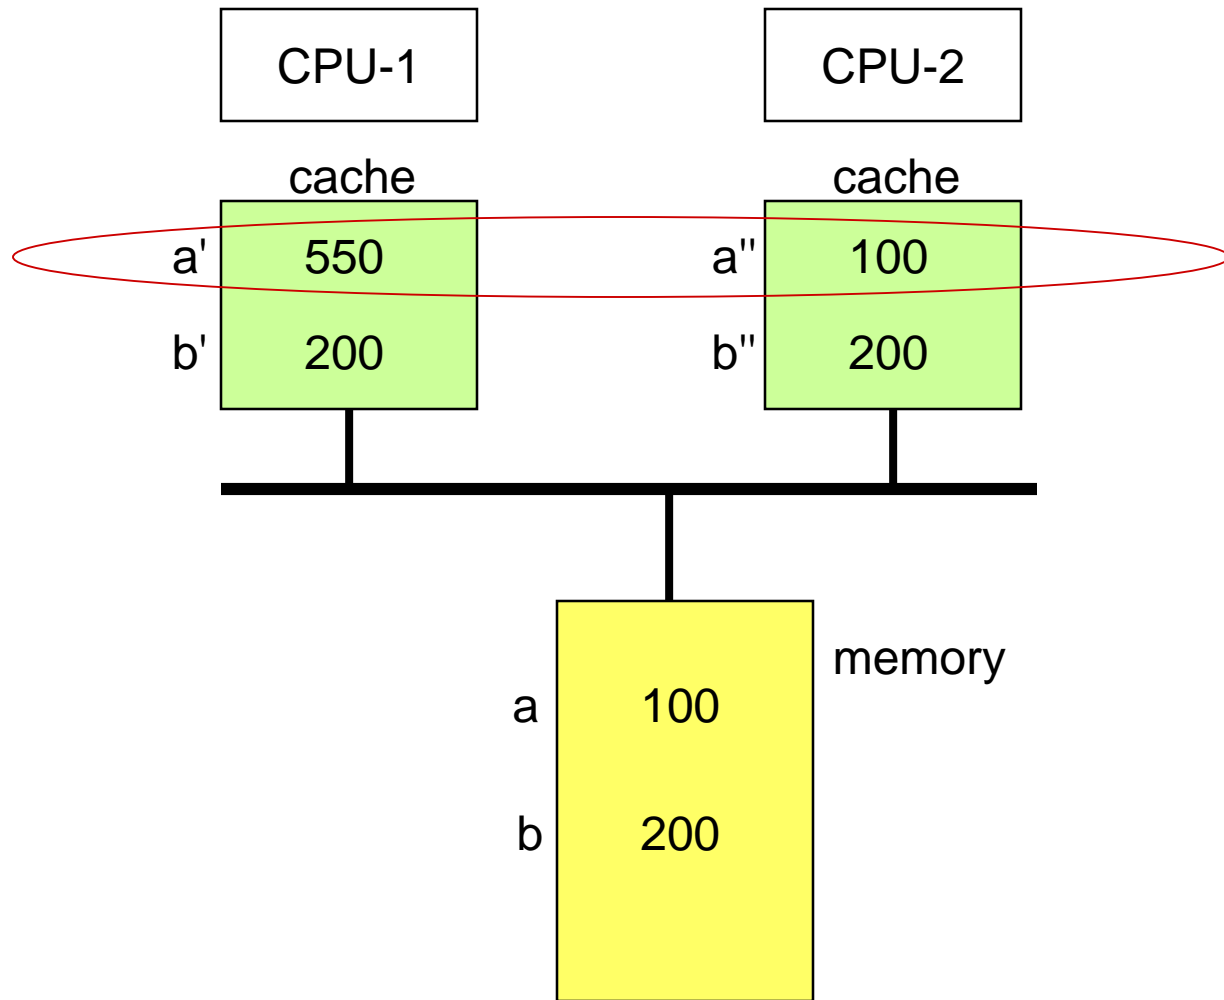 CPU-1 CPU-2
cache cache
a' 550 a" 100
b' 200 b" 200
memory
a 100
b 200